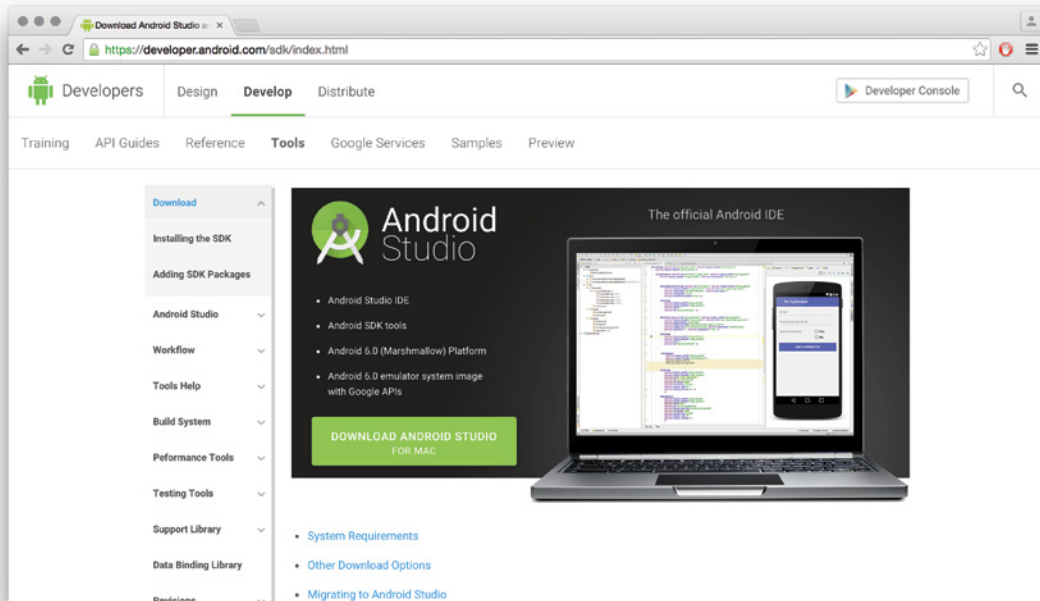 Download Android Studio an
https://developer.android.com/sdk/index.html
Developers
Design
Develop
Distribute
Developer Console
Training
API Guides
Reference
Tools
Google Services
Samples
Preview
Download
Installing the SDK
Adding SDK Packages
Android Studio
Workflow
Tools Help
Build System
Peformance Tools
Testing Tools
Support Library
Data Binding Library
Revisions
Android
Studio
The official Android IDE
• Android Studio IDE
• Android SDK tools
• Android 6.0 (Marshmallow) Platform
• Android 6.0 emulator system image
with Google APIs
DOWNLOAD ANDROID STUDIO
FOR MAC
• System Requirements
• Other Download Options
• Migrating to Android Studio